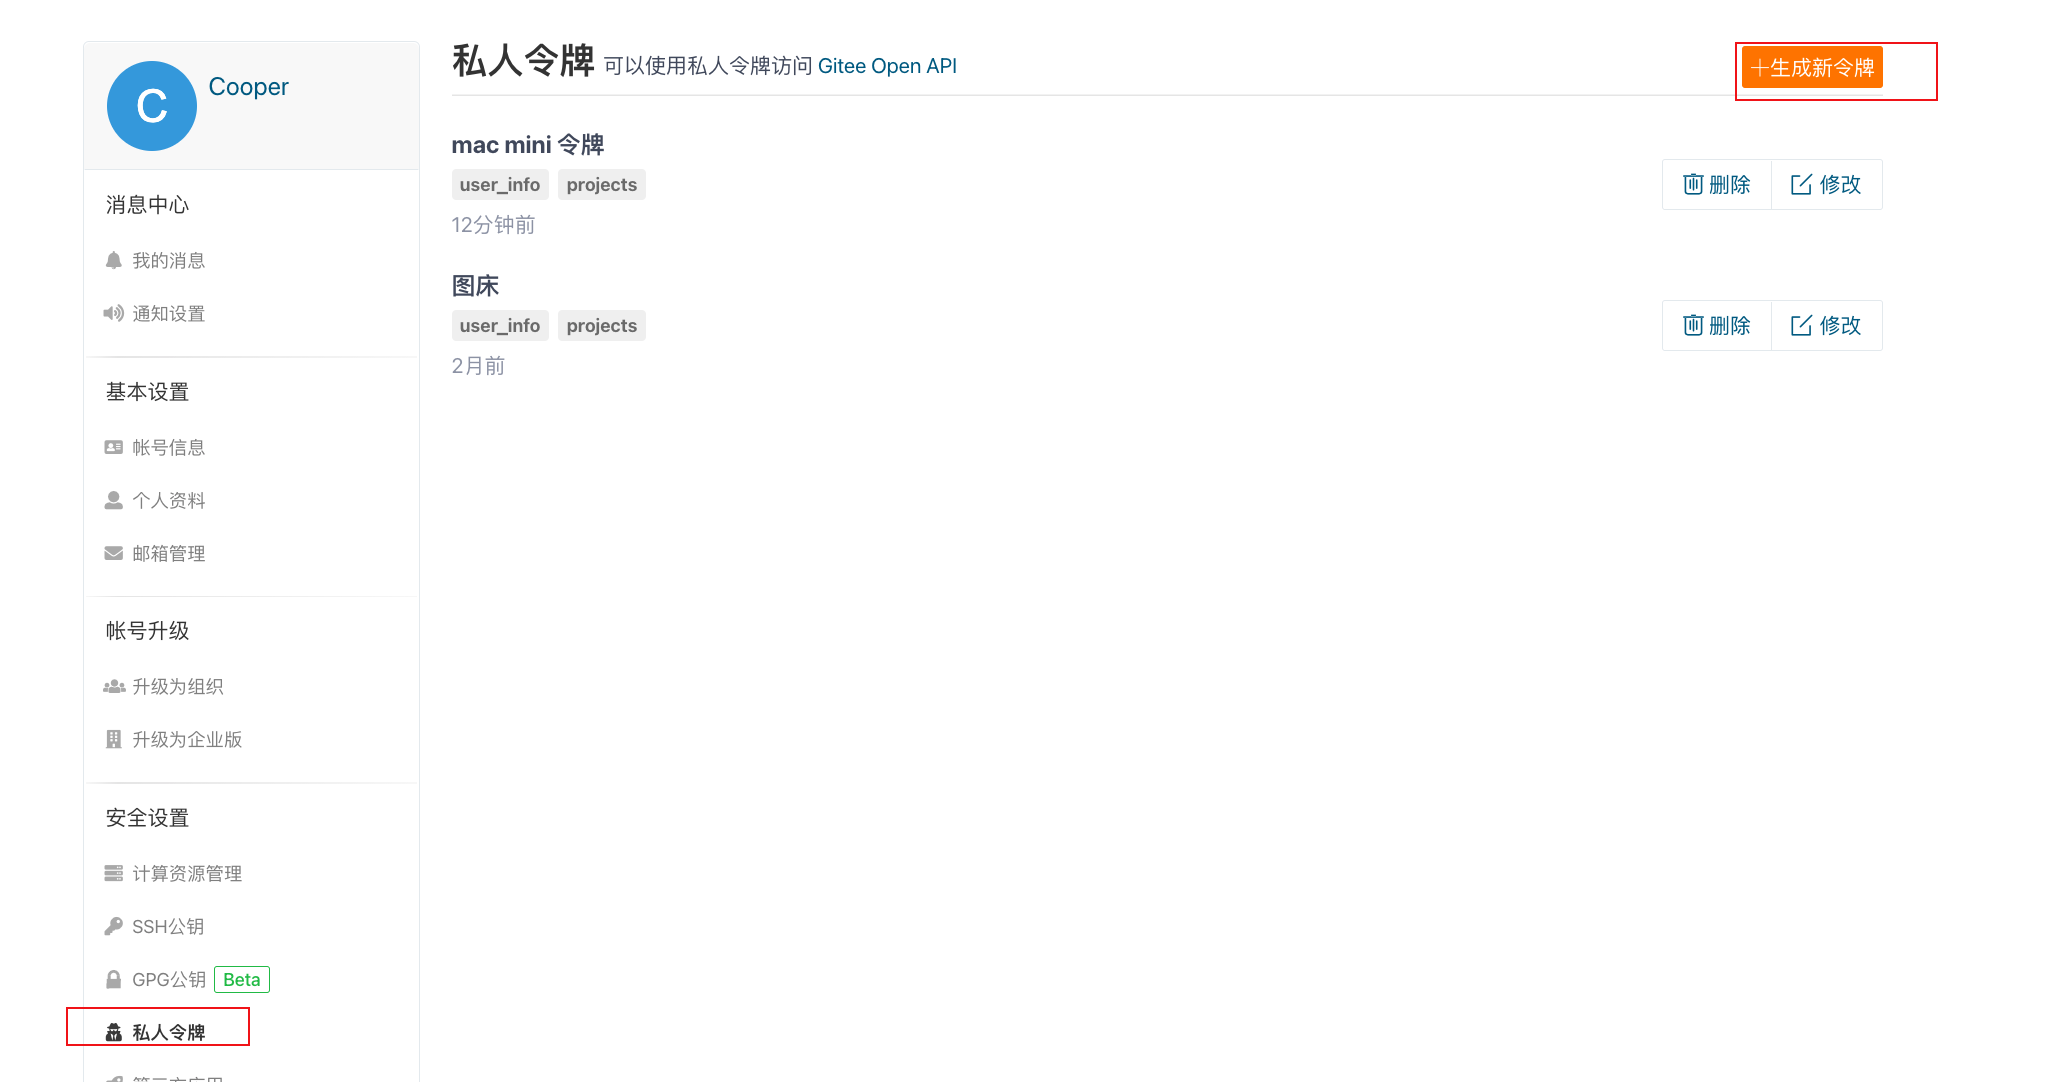 C
Cooper
消息中心
我的消息
通知设置
基本设置
帐号信息
个人资料
邮箱管理
帐号升级
升级为组织
升级为企业版
安全设置
计算资源管理
SSH公钥
GPG公钥 Beta
私人令牌
私人令牌 可以使用私人令牌访问 Gitee Open API
+生成新令牌
mac mini 令牌
user_info projects
12分钟前
删除 修改
图床
user_info projects
2月前
删除 修改